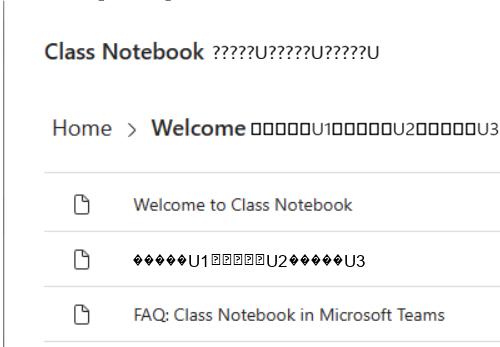 Class Notebook ?????U?????U?????U
Home > Welcome □□□□□U1□□□□□U2□□□□□U3
Welcome to Class Notebook
�����U1⍰⍰⍰⍰⍰U2�����U3
FAQ: Class Notebook in Microsoft Teams